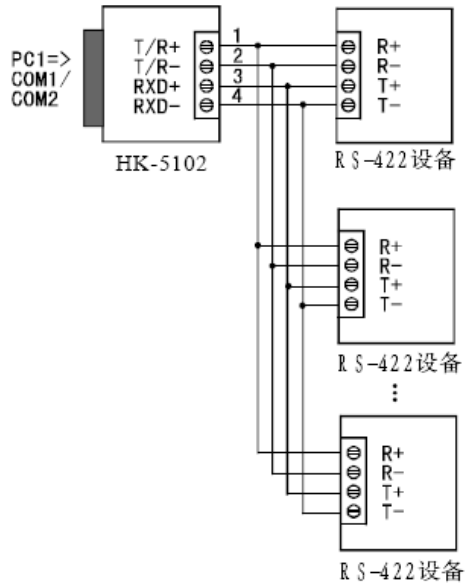 PC1=>
COM1/
COM2
T/R+
T/R-
RXD+
RXD-
1
2
3
4
HK-5102
R+
R-
T+
T-
RS-422设备
R+
R-
T+
T-
RS-422设备
⋮
R+
R-
T+
T-
RS-422设备